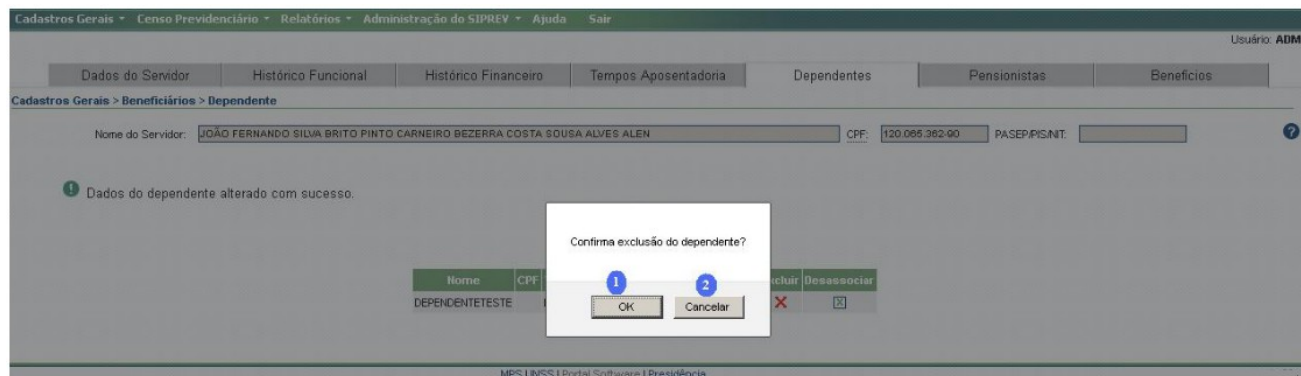 Cadastros Gerais Censo Previdenciário Relatórios Administração do SIPREV Ajuda Sair
Usuário: ADM
Dados do Servidor Histórico Funcional Histórico Financeiro Tempos Aposentadoria Dependentes Pensionistas Benefícios
Cadastros Gerais > Beneficiários > Dependente
Nome do Servidor: JOÃO FERNANDO SILVA BRITO PINTO CARNEIRO BEZERRA COSTA SOUSA ALVES ALEN CPF: 120.065.362-90 PASEP/PIS/NIT: ?
! Dados do dependente alterado com sucesso.
Confirma exclusão do dependente?
1 2
Nome CPF cluir Desassociar
DEPENDENTETESTE OK Cancelar X X
MPS | INSS | Portal Software | Presidência